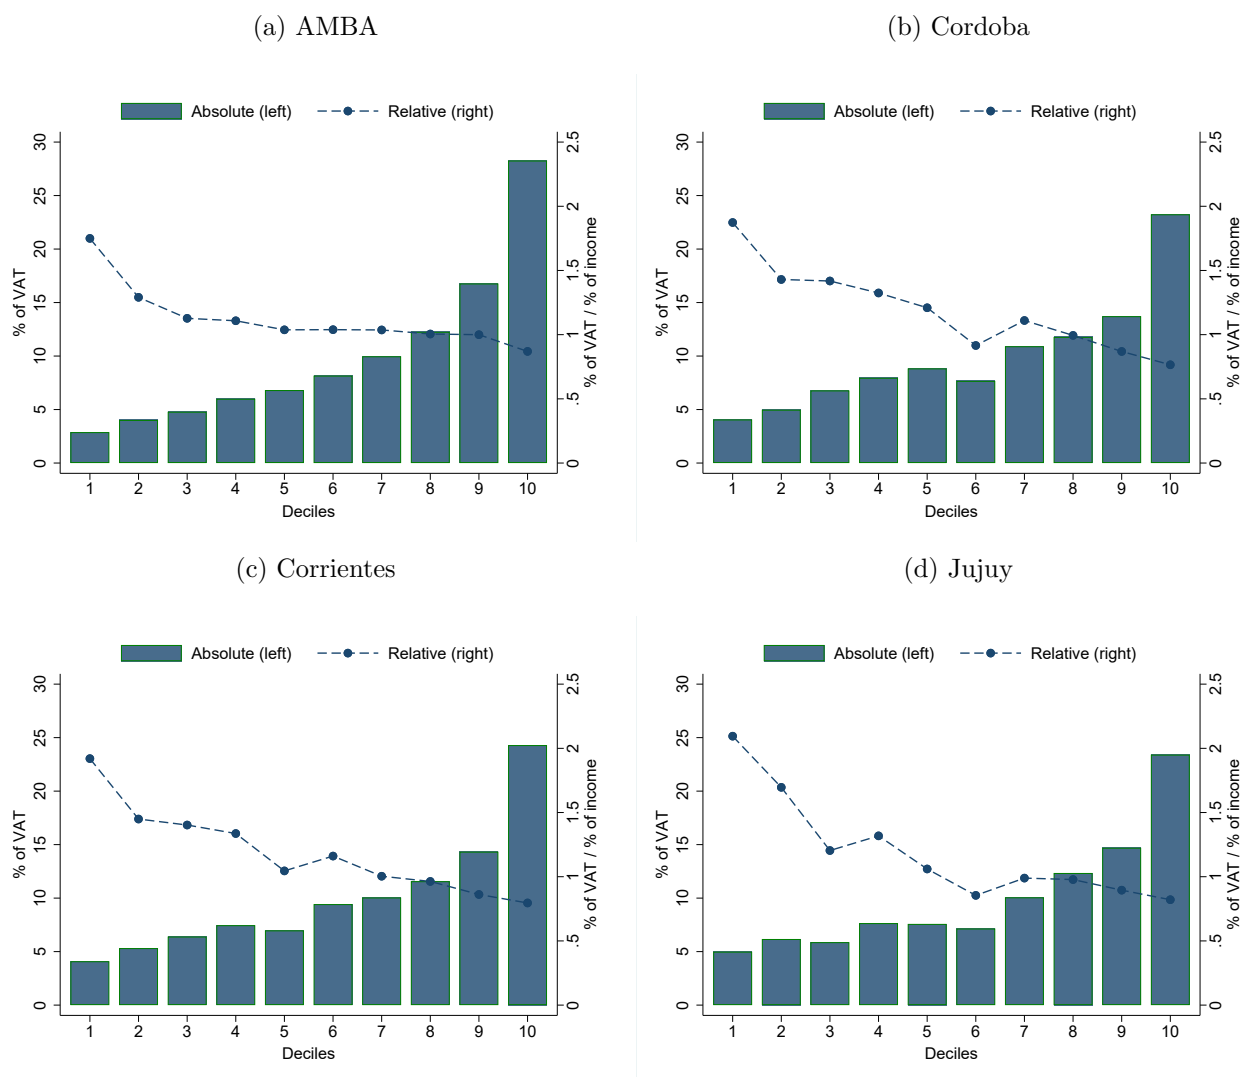 (a) AMBA
Absolute (left) Relative (right)
% of VAT
0 5 10 15 20 25 30
% of VAT / % of income
0 .5 1 1.5 2 2.5
1 2 3 4 5 6 7 8 9 10
Deciles
(b) Cordoba
Absolute (left) Relative (right)
% of VAT
0 5 10 15 20 25 30
% of VAT / % of income
0 .5 1 1.5 2 2.5
1 2 3 4 5 6 7 8 9 10
Deciles
(c) Corrientes
Absolute (left) Relative (right)
% of VAT
0 5 10 15 20 25 30
% of VAT / % of income
0 .5 1 1.5 2 2.5
1 2 3 4 5 6 7 8 9 10
Deciles
(d) Jujuy
Absolute (left) Relative (right)
% of VAT
0 5 10 15 20 25 30
% of VAT / % of income
0 .5 1 1.5 2 2.5
1 2 3 4 5 6 7 8 9 10
Deciles